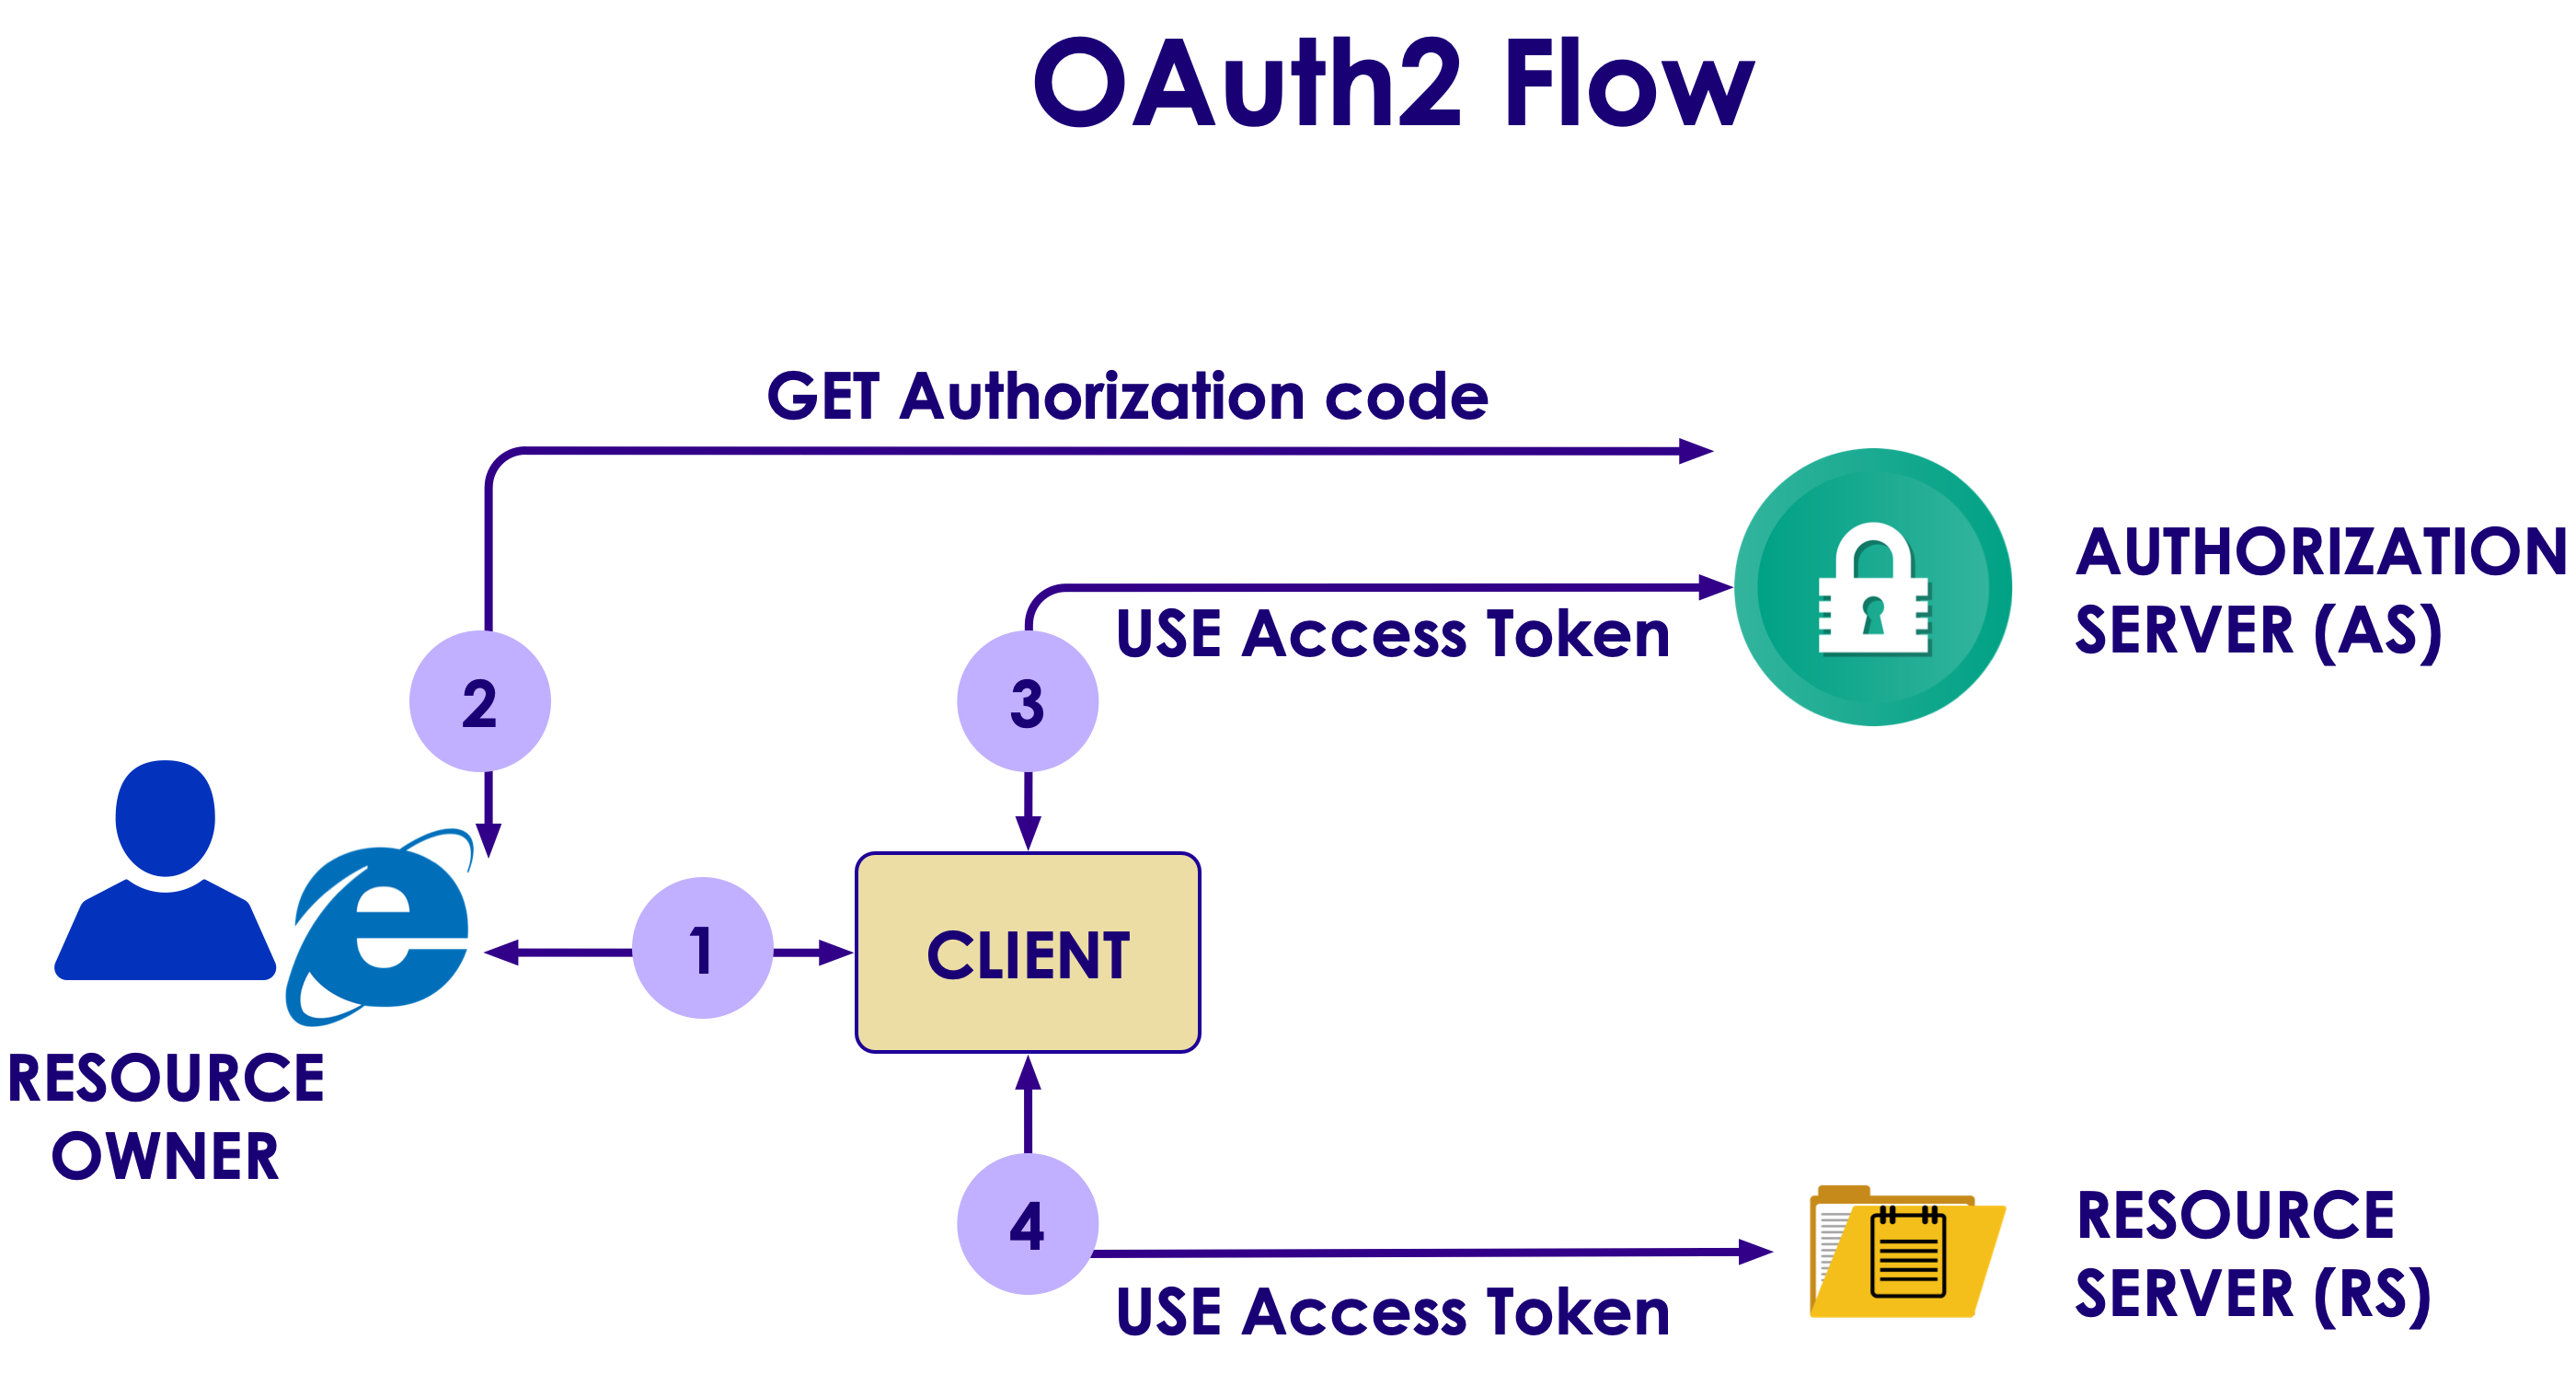 OAuth2 Flow
GET Authorization code
USE Access Token
AUTHORIZATION
SERVER (AS)
2
3
1
CLIENT
RESOURCE
OWNER
4
USE Access Token
RESOURCE
SERVER (RS)